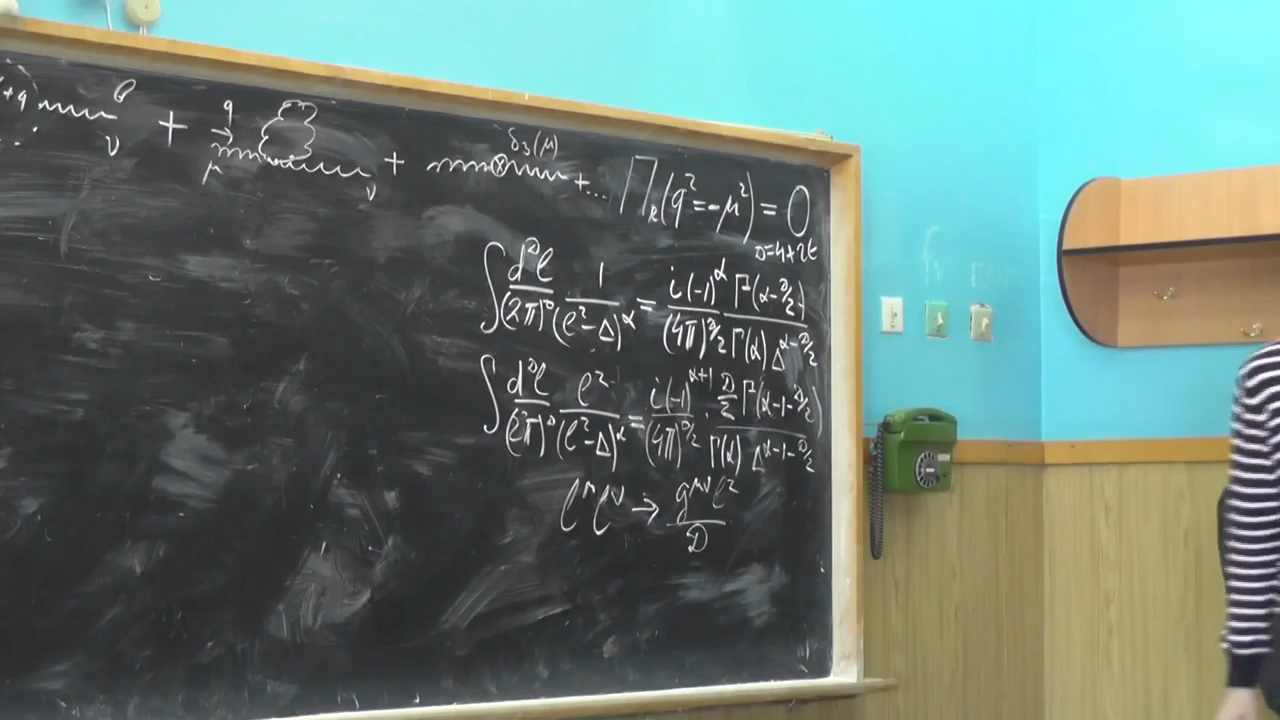 +q ν + q → μ ν + δ₃(μ) +... Π_R(q²=-μ²) = 0
D=4+2ε
∫ d^Dℓ/(2π)^D 1/(ℓ²-Δ)^α = i(-1)^α/(4π)^{D/2} Γ(α-D/2)/Γ(α) Δ^{α-D/2}
∫ d^Dℓ/(2π)^D ℓ²/(ℓ²-Δ)^α = i(-1)^{α+1}/(4π)^{D/2} · D/2 Γ(α-1-D/2)/Γ(α) Δ^{α-1-D/2}
ℓ^μ ℓ^ν → g^{μν}ℓ²/D